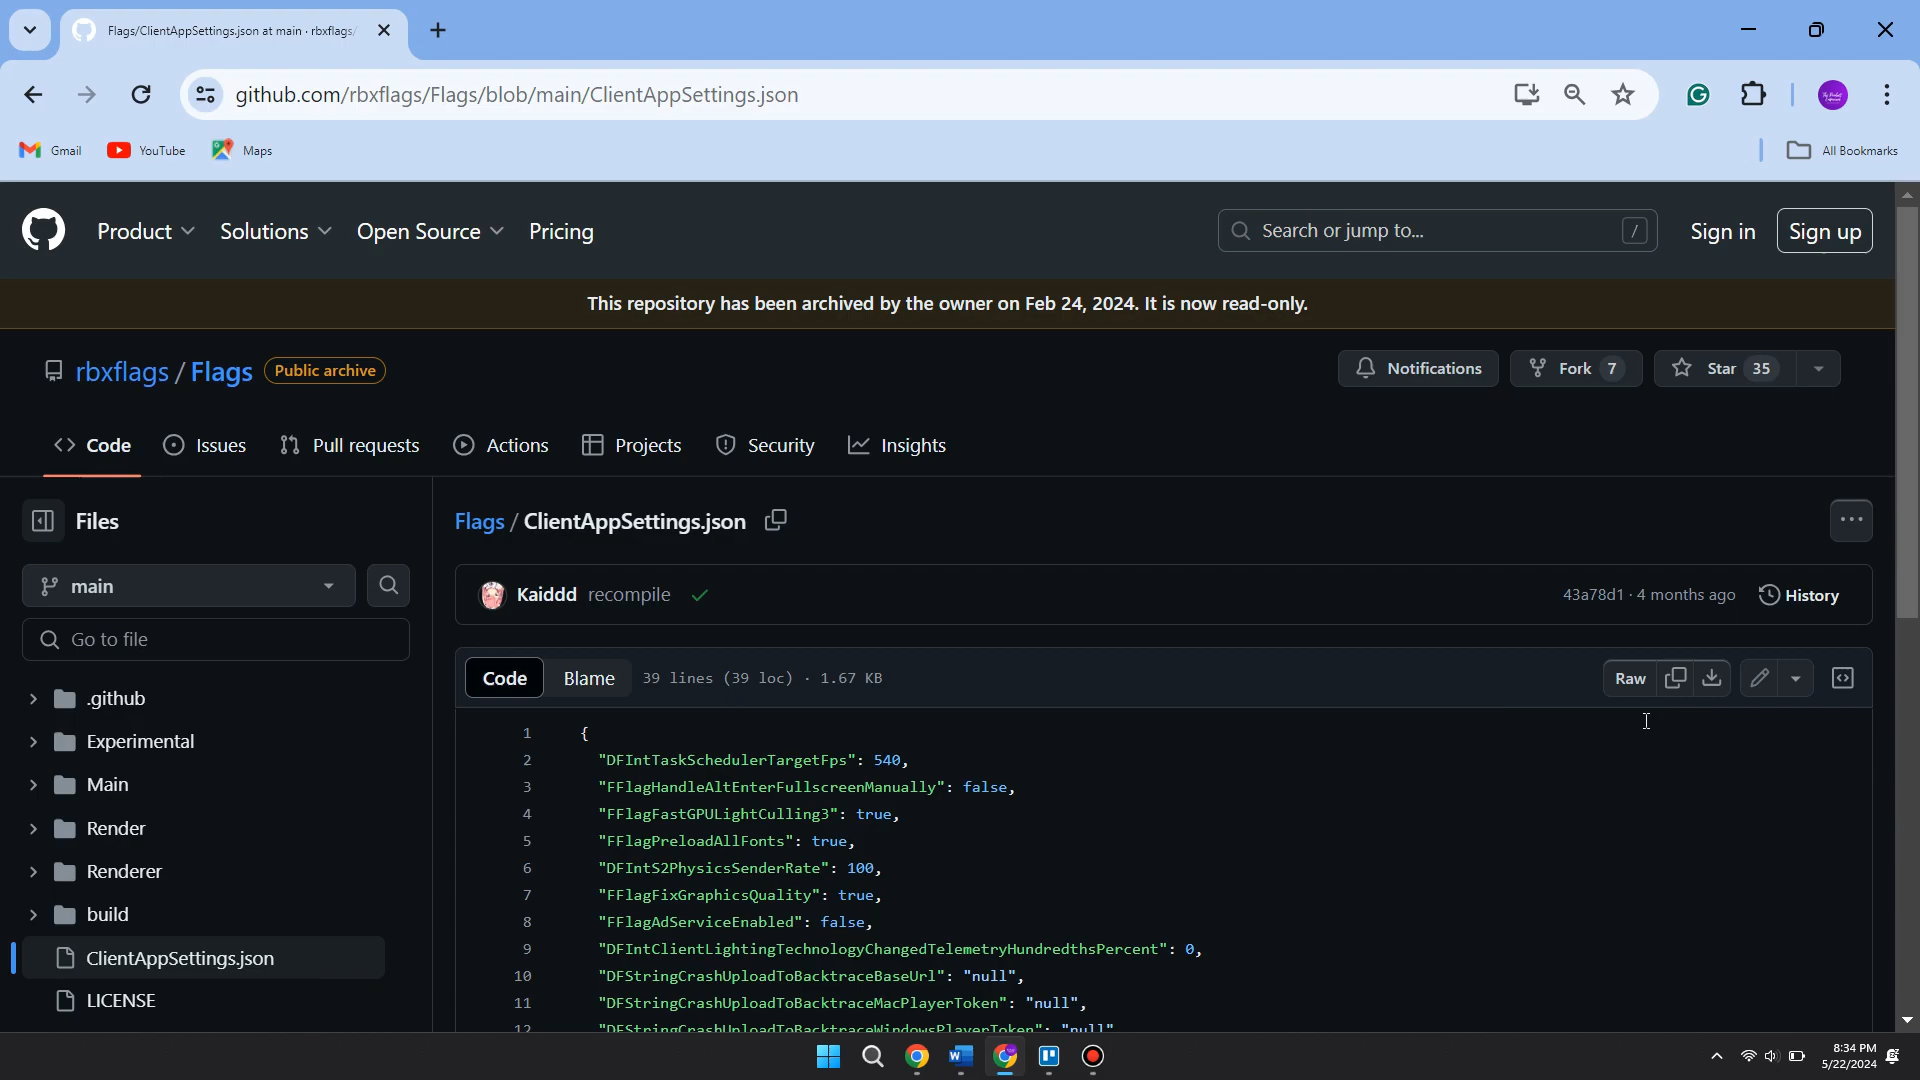 Flags/ClientAppSettings.json at main · rbxflags/
github.com/rbxflags/Flags/blob/main/ClientAppSettings.json
Gmail YouTube Maps All Bookmarks
Product Solutions Open Source Pricing Search or jump to... / Sign in Sign up
This repository has been archived by the owner on Feb 24, 2024. It is now read-only.
rbxflags / Flags Public archive Notifications Fork 7 Star 35
Code Issues Pull requests Actions Projects Security Insights
Files
main
Go to file
.github
Experimental
Main
Render
Renderer
build
ClientAppSettings.json
LICENSE
Flags / ClientAppSettings.json
Kaiddd recompile 43a78d1 · 4 months ago History
Code Blame 39 lines (39 loc) · 1.67 KB Raw
1 {
2 "DFIntTaskSchedulerTargetFps": 540,
3 "FFlagHandleAltEnterFullscreenManually": false,
4 "FFlagFastGPULightCulling3": true,
5 "FFlagPreloadAllFonts": true,
6 "DFIntS2PhysicsSenderRate": 100,
7 "FFlagFixGraphicsQuality": true,
8 "FFlagAdServiceEnabled": false,
9 "DFIntClientLightingTechnologyChangedTelemetryHundredthsPercent": 0,
10 "DFStringCrashUploadToBacktraceBaseUrl": "null",
11 "DFStringCrashUploadToBacktraceMacPlayerToken": "null",
12 "DFStringCrashUploadToBacktraceWindowsPlayerToken": "null"
8:34 PM
5/22/2024